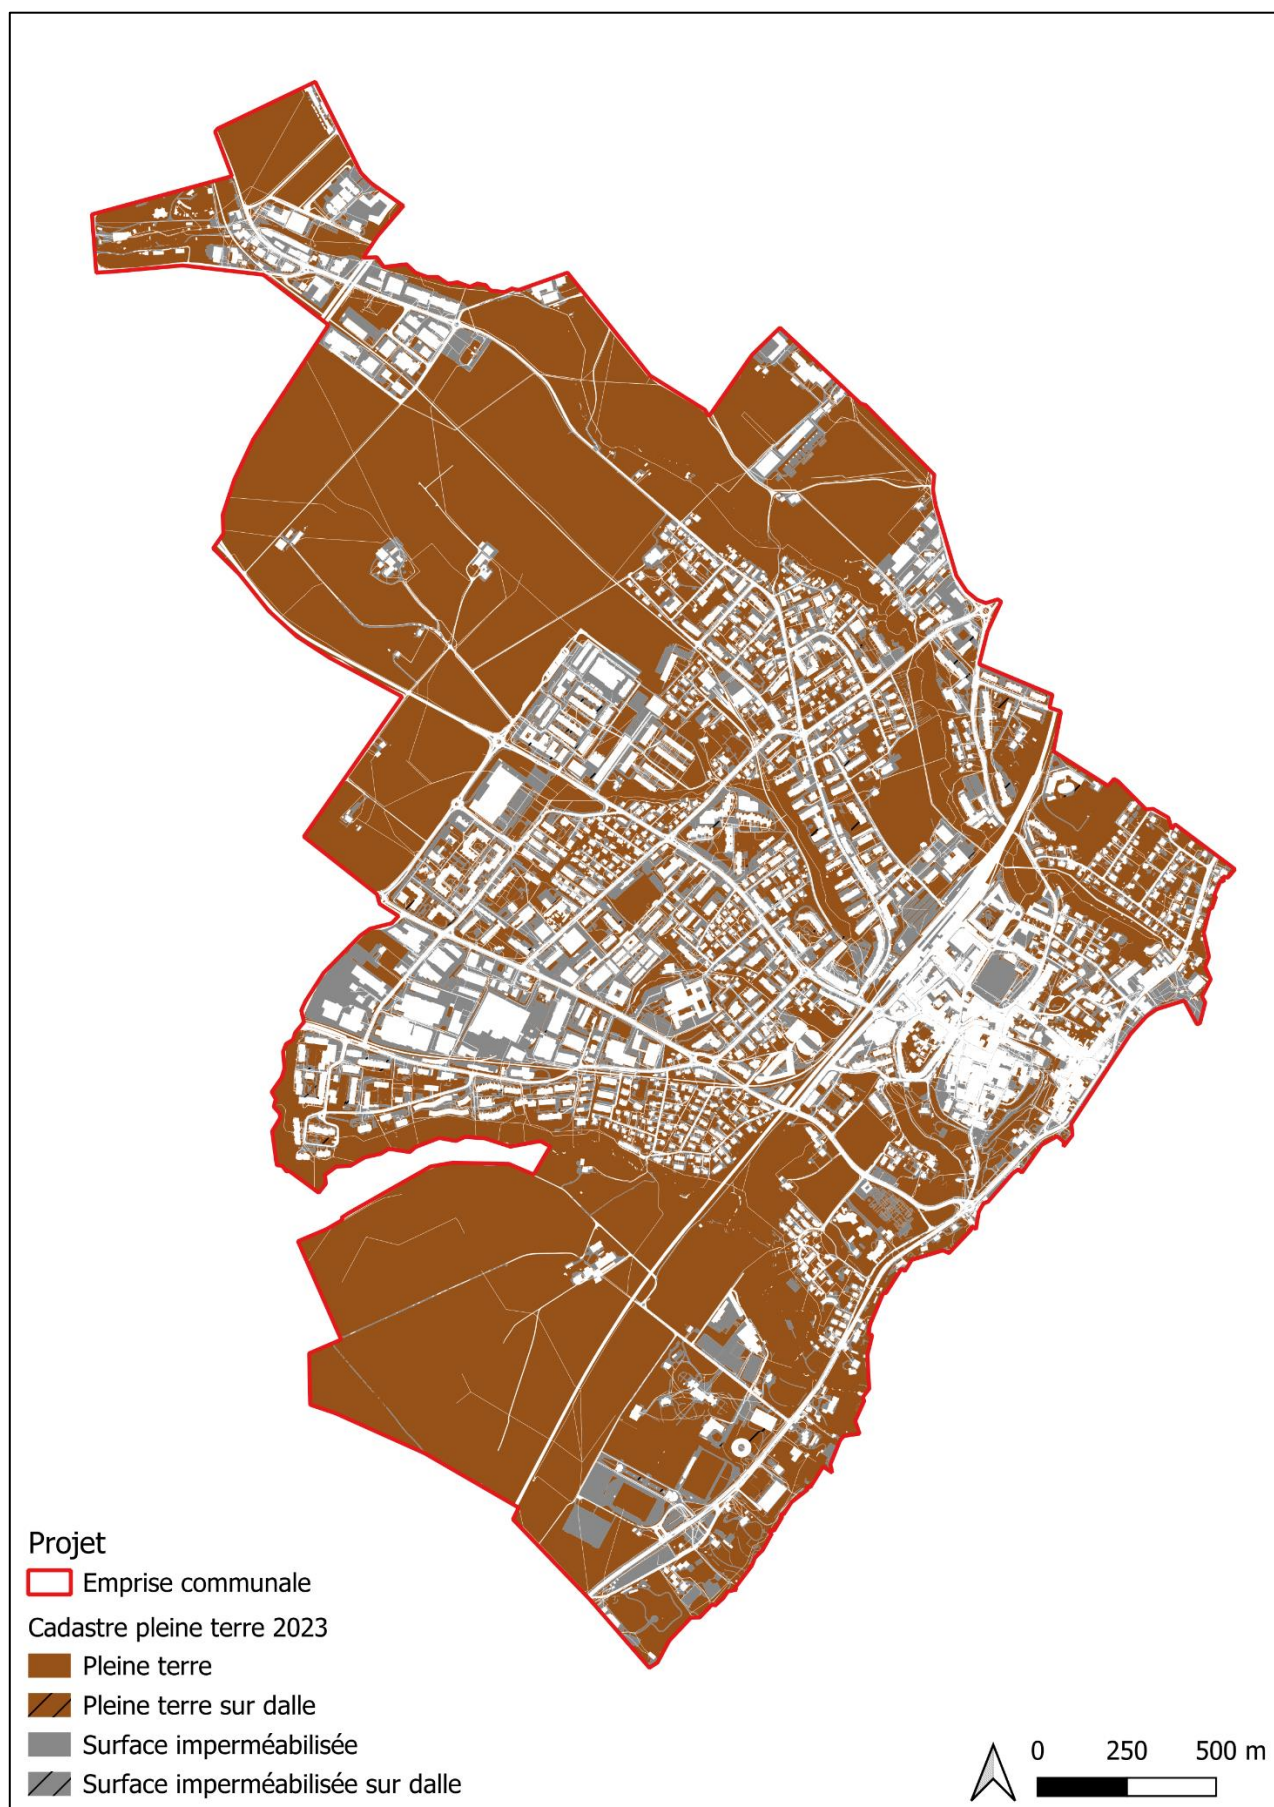 Projet
Emprise communale
Cadastre pleine terre 2023
Pleine terre
Pleine terre sur dalle
Surface imperméabilisée
Surface imperméabilisée sur dalle
0 250 500 m